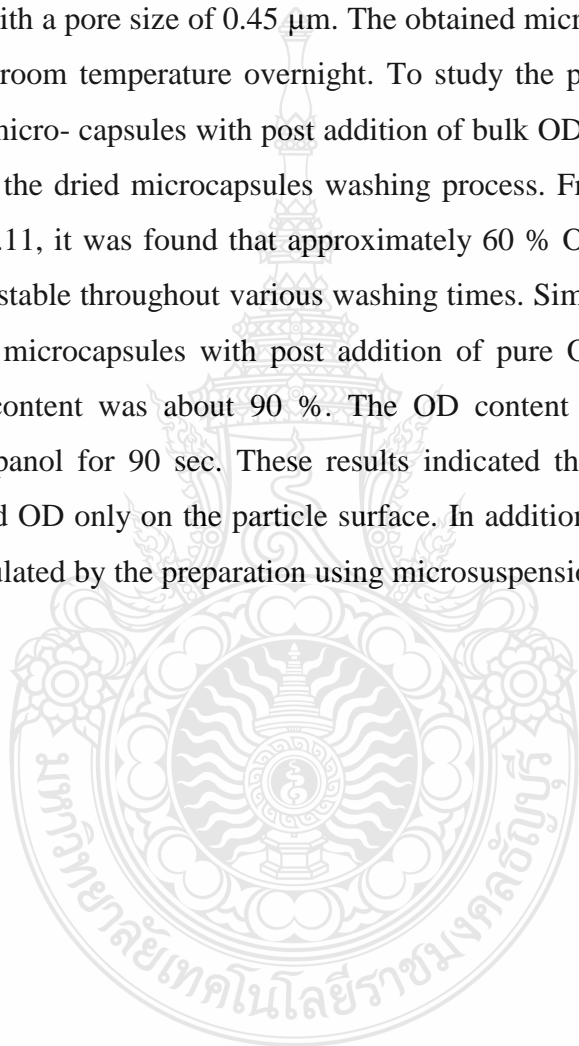 ith a pore size of 0.45 μm. The obtained micr
room temperature overnight. To study the p
nicro- capsules with post addition of bulk OD
the dried microcapsules washing process. Fr
.11, it was found that approximately 60 % O
stable throughout various washing times. Sim
microcapsules with post addition of pure C
content was about 90 %. The OD content
panol for 90 sec. These results indicated th
d OD only on the particle surface. In addition
ulated by the preparation using microsuspension
มหาวิทยาลัยเทคโนโลยีราชมงคลธัญบุรี